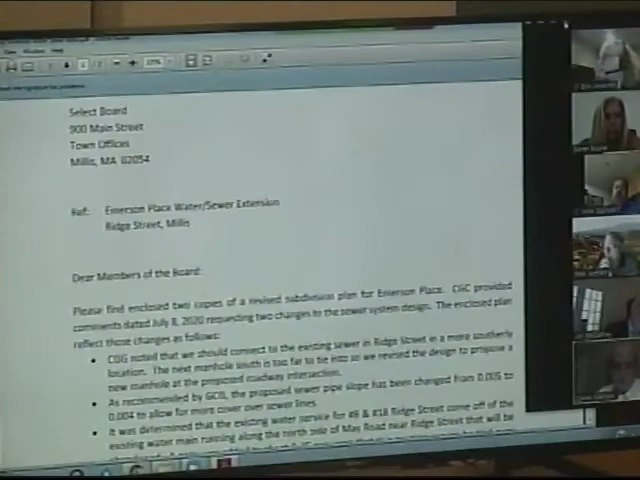 Select Board
900 Main Street
Town Offices
Millis, MA 02054
Ref: Emerson Place Water/Sewer Extension
Ridge Street, Millis
Dear Members of the Board:
Please find enclosed two copies of a revised subdivision plan for Emerson Place. CGC provided
comments dated July 8, 2020 requesting two changes to the sewer system design. The enclosed plan
reflect those changes as follows:
• noted that we should connect to the existing sewer in Ridge Street in a more southerly
location. The next manhole south is too far to tie into so we revised the design to propose a
new manhole at the proposed roadway intersection.
• As recommended by the proposed sewer pipe slope has been changed from 0.005 to
0.004 to allow for more cover over sewer lines.
• It was determined that the existing water service for #9 & #18 Ridge Street come off of the
existing water main running along the north side of May Road near Ridge Street that will be